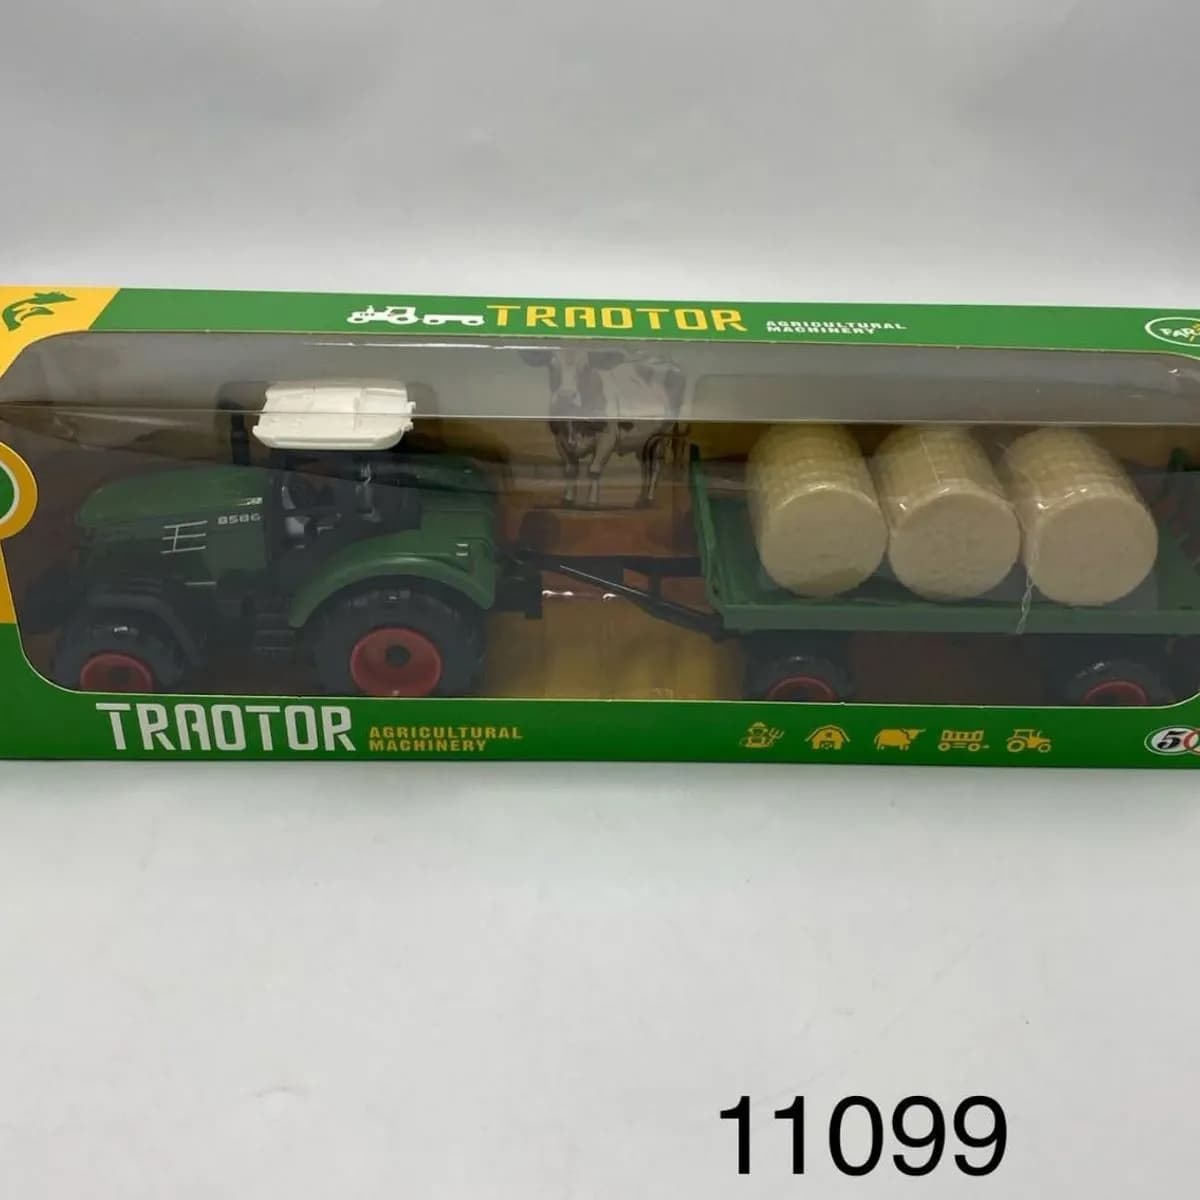 TRAOTOR
AGRICULTURAL
MACHINERY
8586
TRAOTOR
AGRICULTURAL
MACHINERY
11099